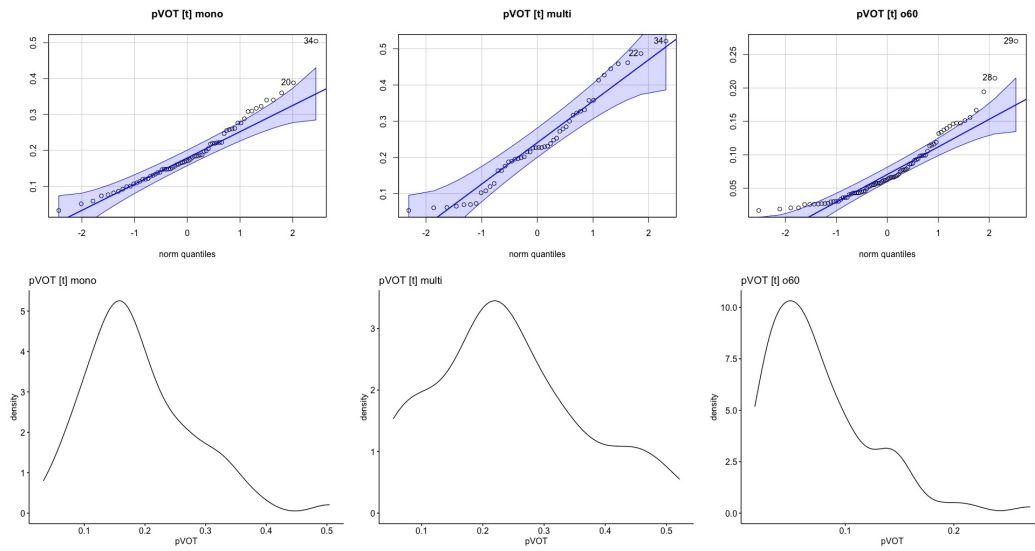 pVOT [t] mono
0.5
0.4
0.3
0.2
0.1
34
20
-2 -1 0 1 2
norm quantiles
pVOT [t] multi
0.5
0.4
0.3
0.2
0.1
34
22
-2 -1 0 1 2
norm quantiles
pVOT [t] o60
0.25
0.20
0.15
0.10
0.05
29
28
-2 -1 0 1 2
norm quantiles
pVOT [t] mono
5
4
3
2
1
0
density
0.1 0.2 0.3 0.4 0.5
pVOT
pVOT [t] multi
3
2
1
0
density
0.1 0.2 0.3 0.4 0.5
pVOT
pVOT [t] o60
10.0
7.5
5.0
2.5
0.0
density
0.1 0.2
pVOT